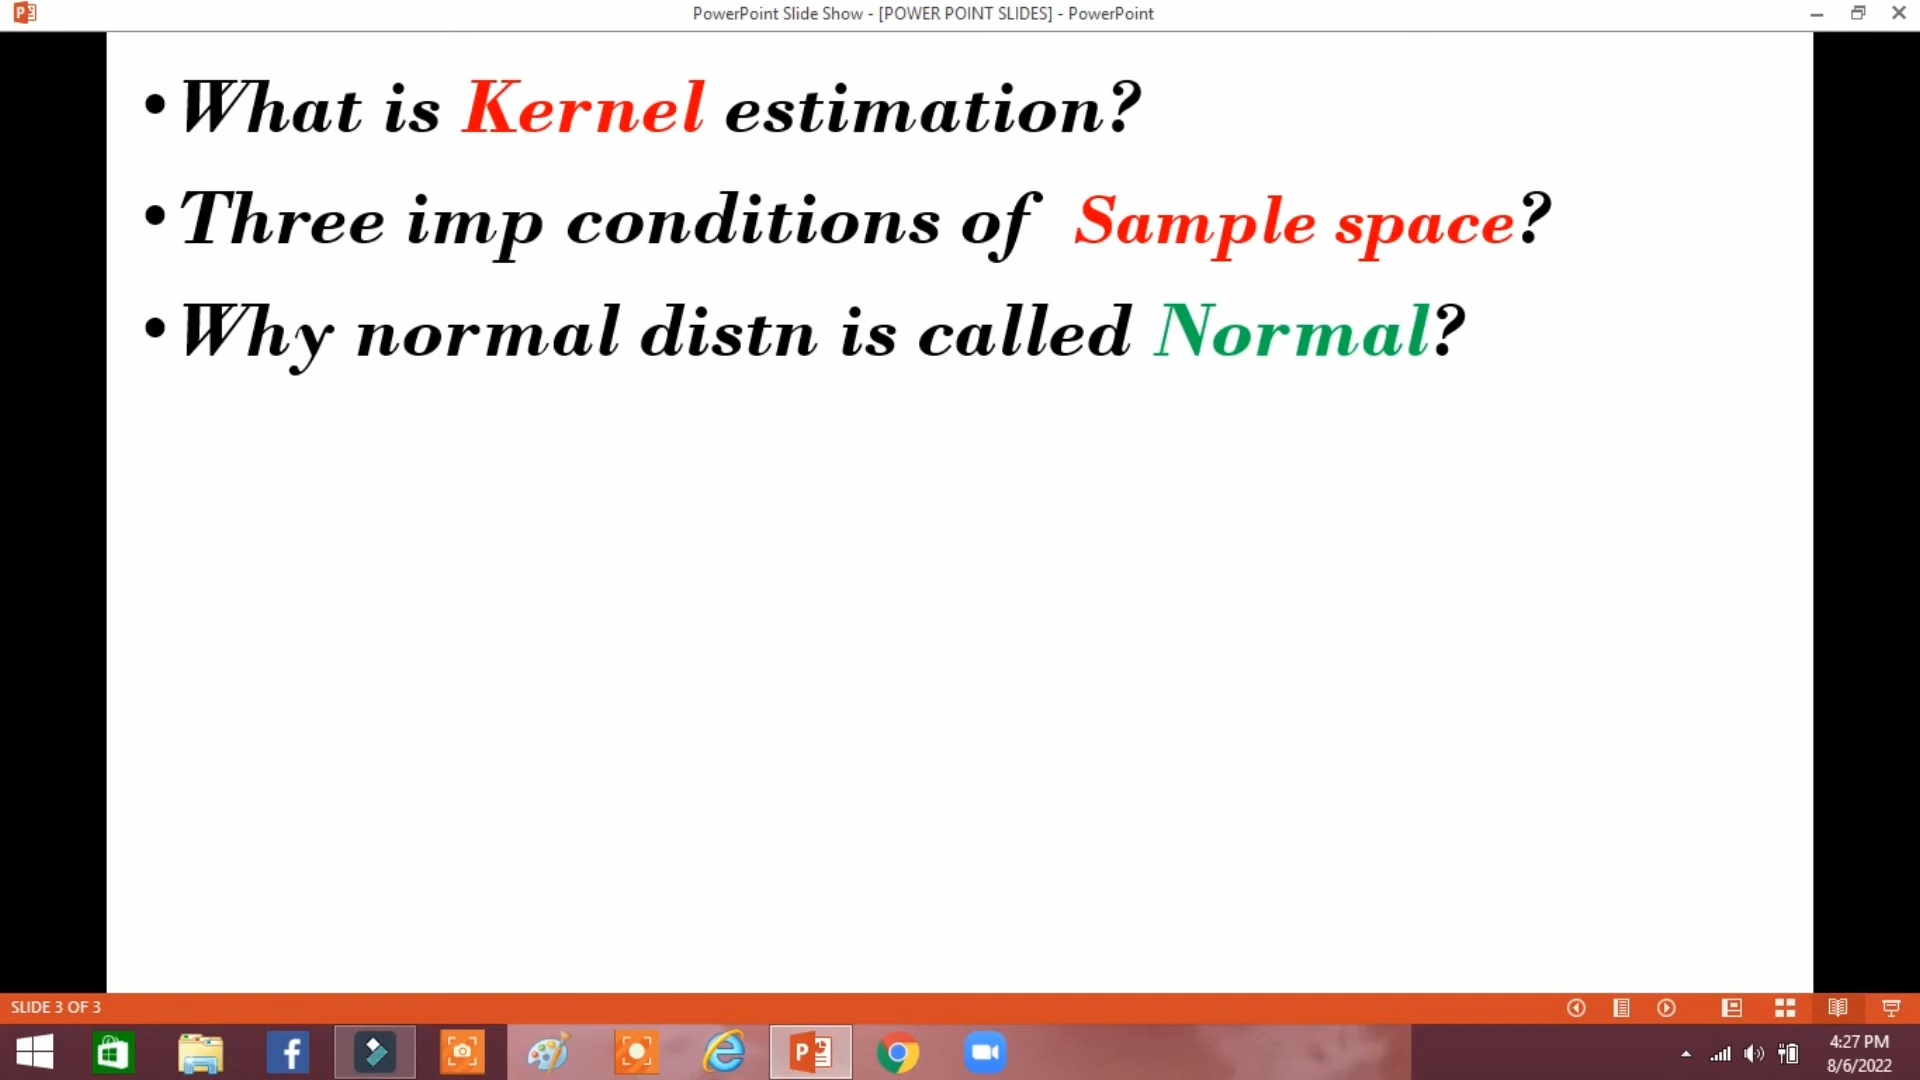 PowerPoint Slide Show - [POWER POINT SLIDES] - PowerPoint
•What is Kernel estimation?
•Three imp conditions of Sample space?
•Why normal distn is called Normal?
SLIDE 3 OF 3
4:27 PM
8/6/2022